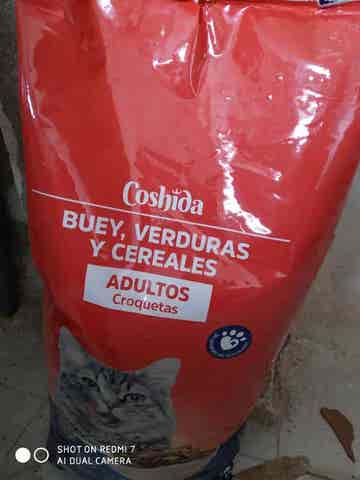 Coshida
BUEY, VERDURAS
Y CEREALES
ADULTOS
Croquetas
SHOT ON REDMI 7
AI DUAL CAMERA